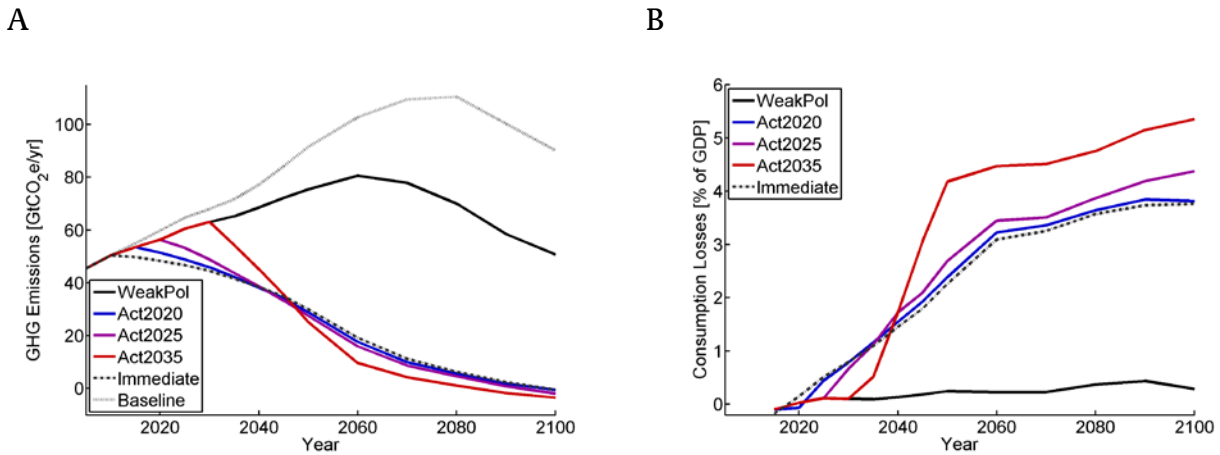 A
B
GHG Emissions [GtCO2e/yr]
100
80
60
40
20
0
WeakPol
Act2020
Act2025
Act2035
Immediate
Baseline
2020
2040
2060
2080
2100
Year
Consumption Losses [% of GDP]
6
5
4
3
2
1
0
WeakPol
Act2020
Act2025
Act2035
Immediate
2020
2040
2060
2080
2100
Year